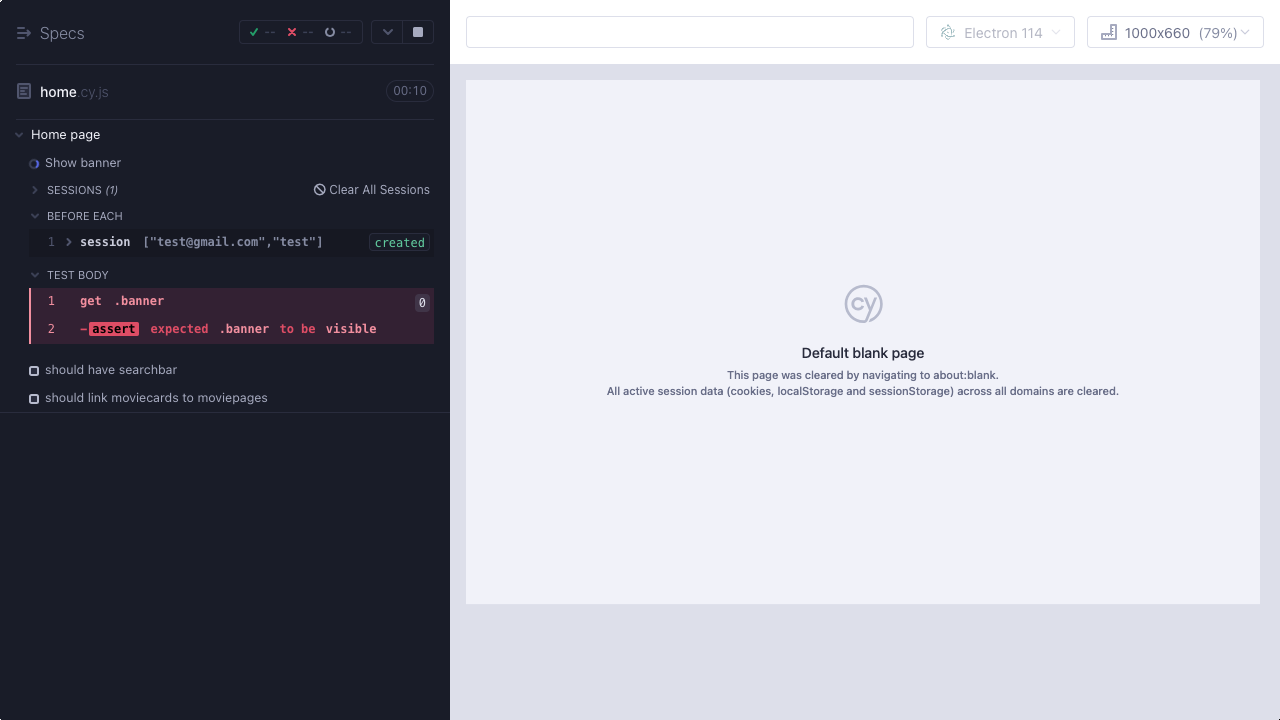 Specs
-- -- --
home.cy.js 00:10
Home page
Show banner
SESSIONS (1) Clear All Sessions
BEFORE EACH
1 session ["test@gmail.com","test"] created
TEST BODY
1 get .banner 0
2 -assert expected .banner to be visible
should have searchbar
should link moviecards to moviepages
Electron 114 1000x660 (79%)
cy
Default blank page
This page was cleared by navigating to about:blank.
All active session data (cookies, localStorage and sessionStorage) across all domains are cleared.